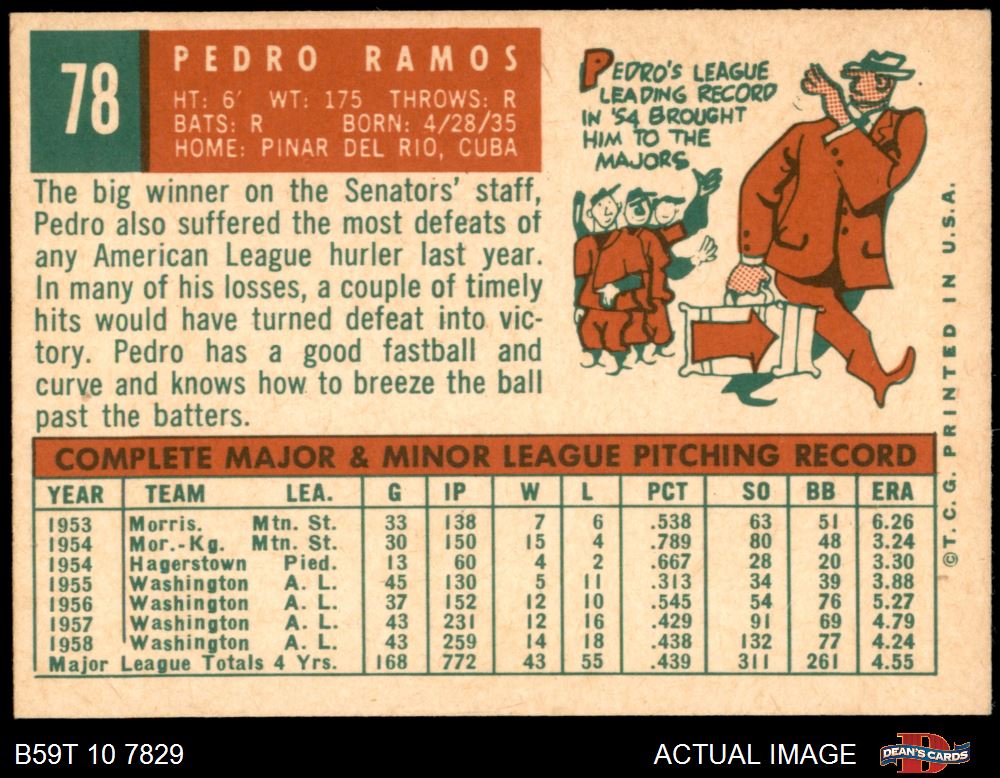 78
PEDRO RAMOS
HT: 6' WT: 175 THROWS: R
BATS: R BORN: 4/28/35
HOME: PINAR DEL RIO, CUBA
The big winner on the Senators' staff,
Pedro also suffered the most defeats of
any American League hurler last year.
In many of his losses, a couple of timely
hits would have turned defeat into vic-
tory. Pedro has a good fastball and
curve and knows how to breeze the ball
past the batters.
PEDRO'S LEAGUE
LEADING RECORD
IN '54 BROUGHT
HIM TO THE
MAJORS
COMPLETE MAJOR & MINOR LEAGUE PITCHING RECORD
YEAR TEAM LEA. G IP W L PCT SO BB ERA
1953 Morris. Mtn. St. 33 138 7 6 .538 63 51 6.26
1954 Mor.-Kg. Mtn. St. 30 150 15 4 .789 80 48 3.24
1954 Hagerstown Pied. 13 60 4 2 .667 28 20 3.30
1955 Washington A. L. 45 130 5 11 .313 34 39 3.88
1956 Washington A. L. 37 152 12 10 .545 54 76 5.27
1957 Washington A. L. 43 231 12 16 .429 91 69 4.79
1958 Washington A. L. 43 259 14 18 .438 132 77 4.24
Major League Totals 4 Yrs. 168 772 43 55 .439 311 261 4.55
© T. C. G. PRINTED IN U.S.A.
B59T 10 7829
ACTUAL IMAGE
DEAN'S CARDS